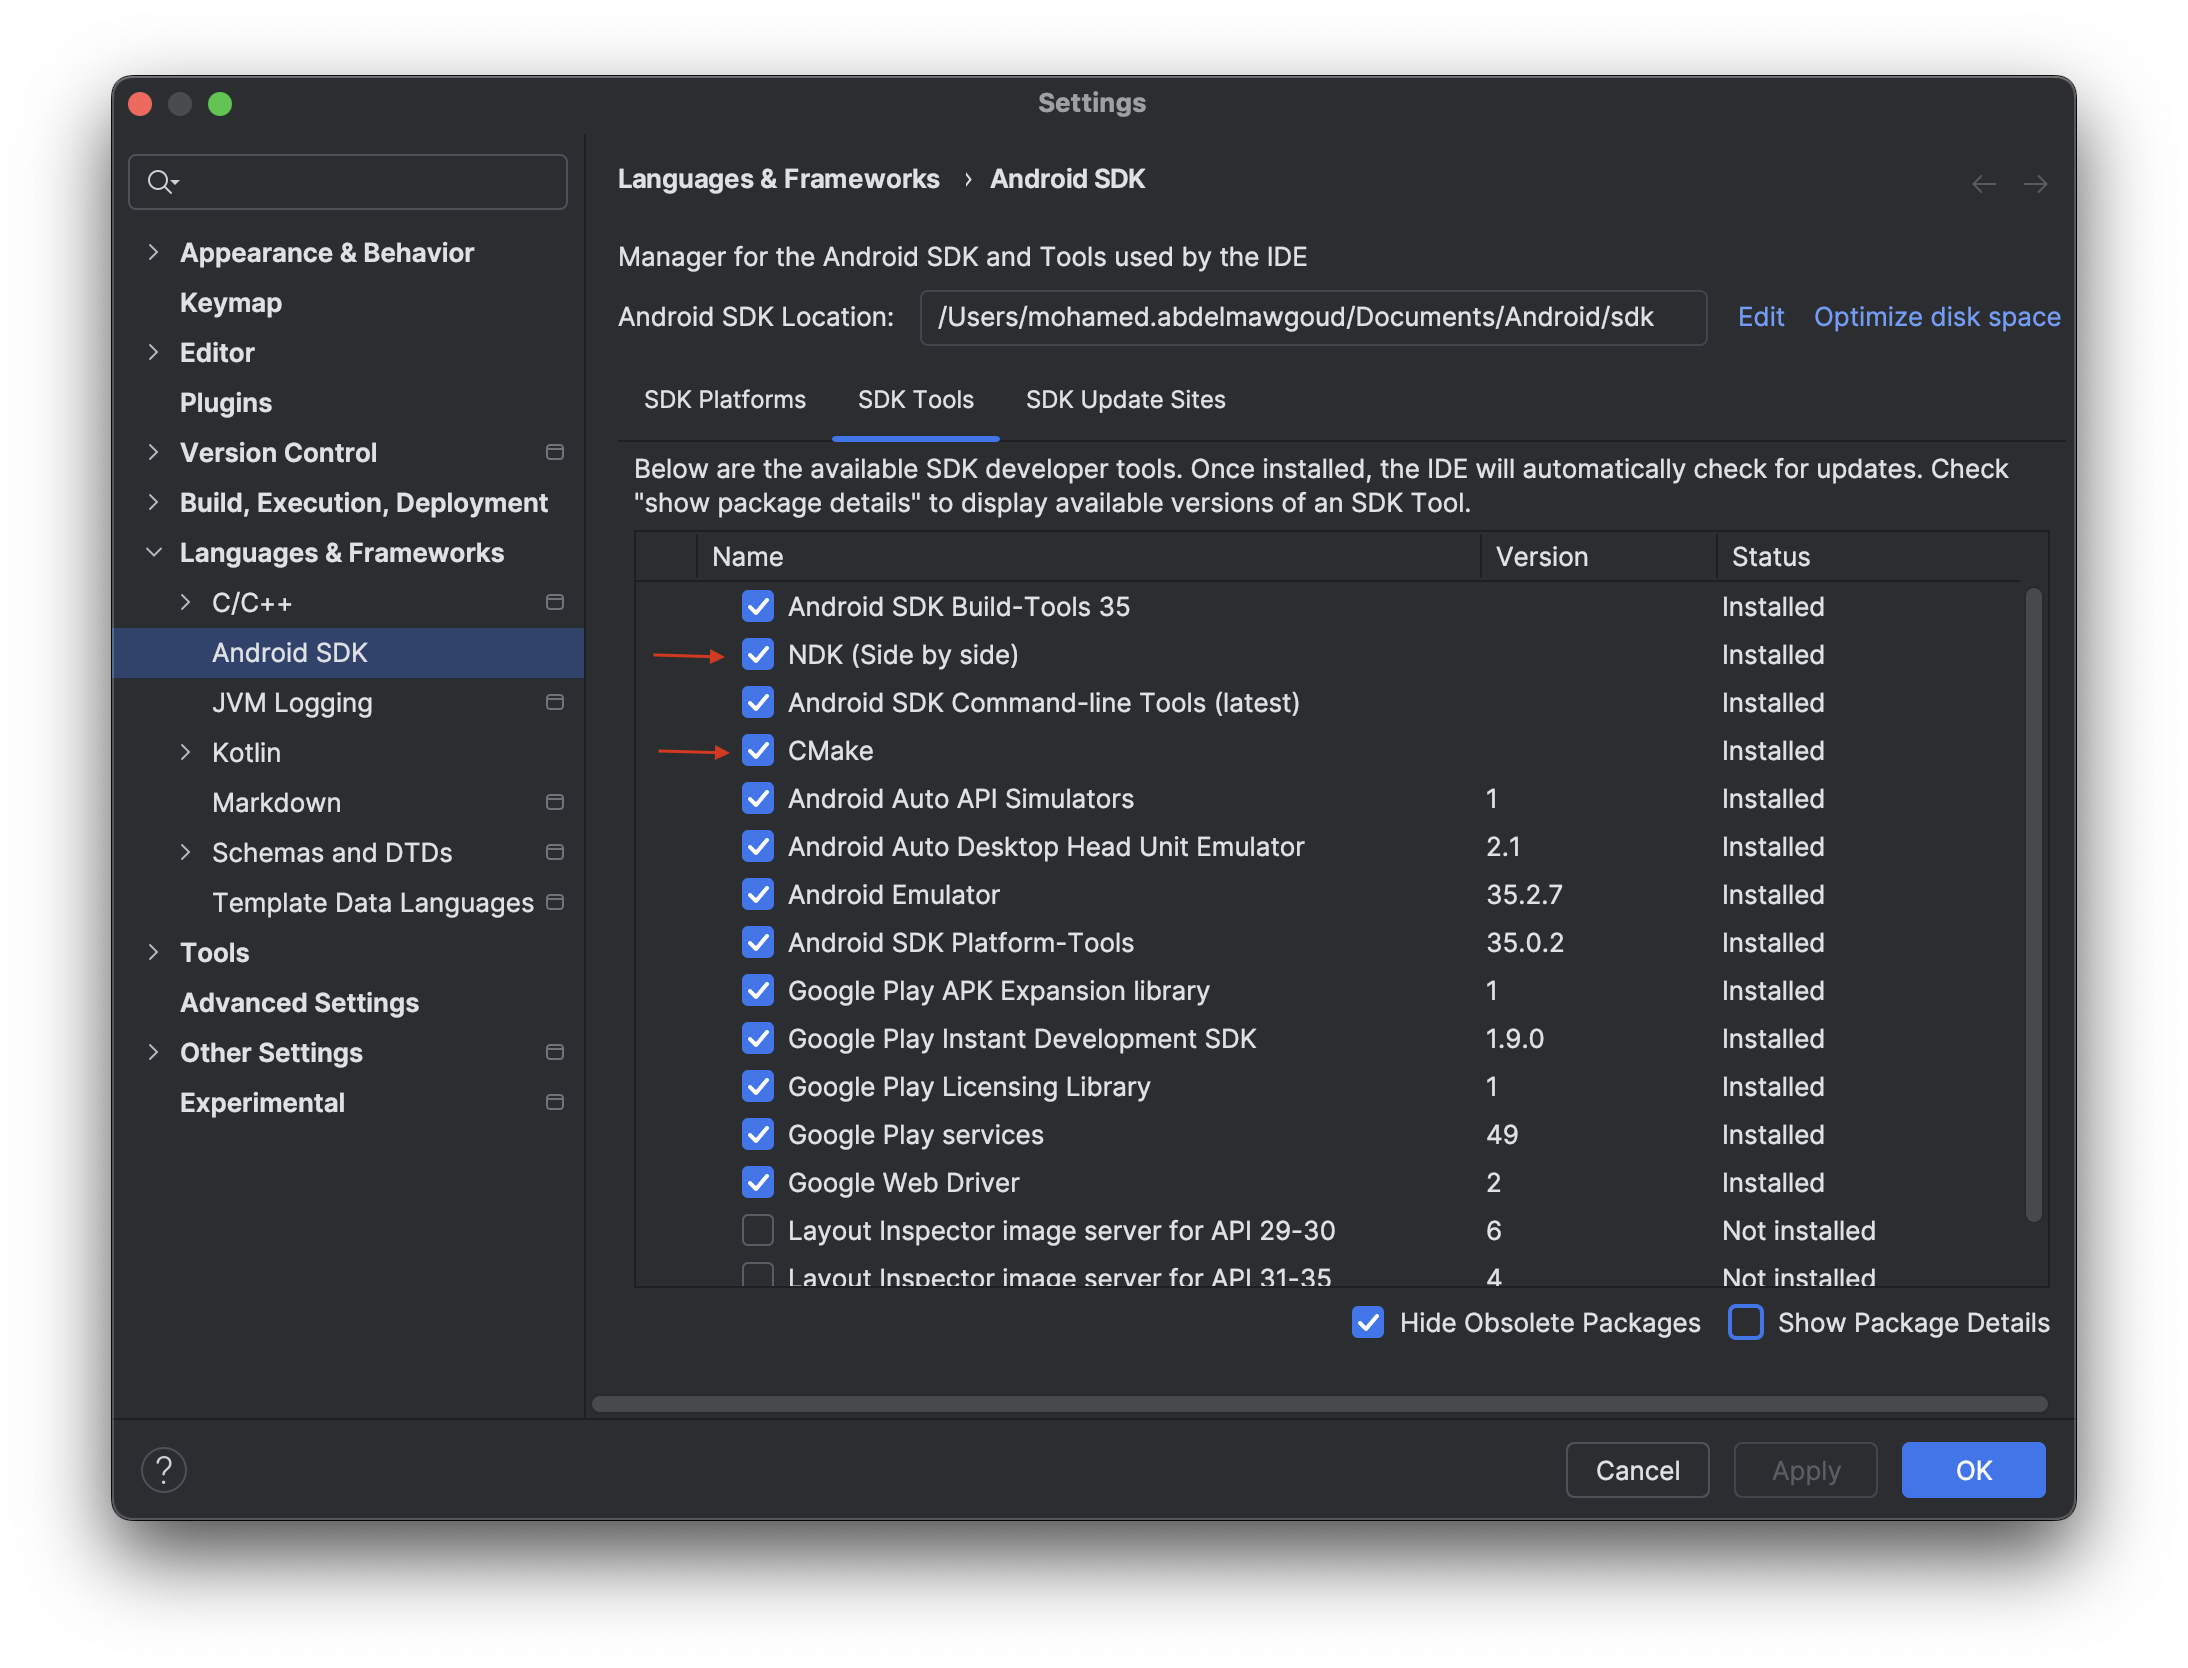 Settings
Appearance & Behavior
Keymap
Editor
Plugins
Version Control
Build, Execution, Deployment
Languages & Frameworks
C/C++
Android SDK
JVM Logging
Kotlin
Markdown
Schemas and DTDs
Template Data Languages
Tools
Advanced Settings
Other Settings
Experimental
Languages & Frameworks › Android SDK
Manager for the Android SDK and Tools used by the IDE
Android SDK Location: /Users/mohamed.abdelmawgoud/Documents/Android/sdk Edit Optimize disk space
SDK Platforms SDK Tools SDK Update Sites
Below are the available SDK developer tools. Once installed, the IDE will automatically check for updates. Check
"show package details" to display available versions of an SDK Tool.
Name Version Status
Android SDK Build-Tools 35 Installed
NDK (Side by side) Installed
Android SDK Command-line Tools (latest) Installed
CMake Installed
Android Auto API Simulators 1 Installed
Android Auto Desktop Head Unit Emulator 2.1 Installed
Android Emulator 35.2.7 Installed
Android SDK Platform-Tools 35.0.2 Installed
Google Play APK Expansion library 1 Installed
Google Play Instant Development SDK 1.9.0 Installed
Google Play Licensing Library 1 Installed
Google Play services 49 Installed
Google Web Driver 2 Installed
Layout Inspector image server for API 29-30 6 Not installed
Layout Inspector image server for API 31-35 4 Not installed
Hide Obsolete Packages Show Package Details
? Cancel Apply OK